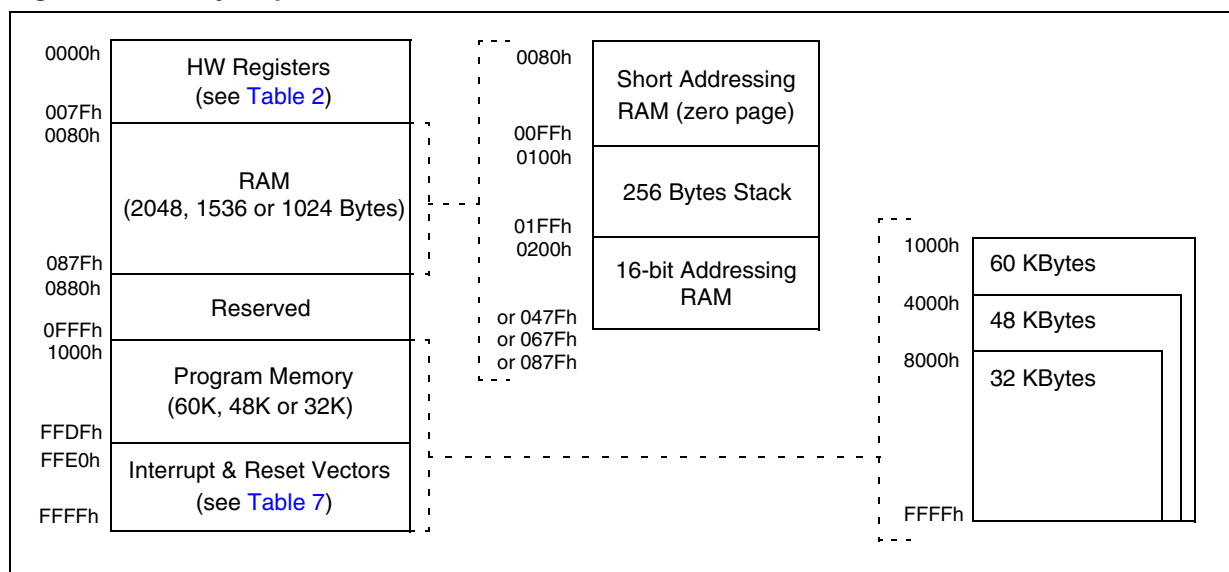 0000h
HW Registers
(see Table 2)
007Fh
0080h
RAM
(2048, 1536 or 1024 Bytes)
087Fh
0880h
Reserved
0FFFh
1000h
Program Memory
(60K, 48K or 32K)
FFDFh
FFE0h
Interrupt & Reset Vectors
(see Table 7)
FFFFh
0080h
Short Addressing
RAM (zero page)
00FFh
0100h
256 Bytes Stack
01FFh
0200h
16-bit Addressing
RAM
or 047Fh
or 067Fh
or 087Fh
1000h
60 KBytes
4000h
48 KBytes
8000h
32 KBytes
FFFFh